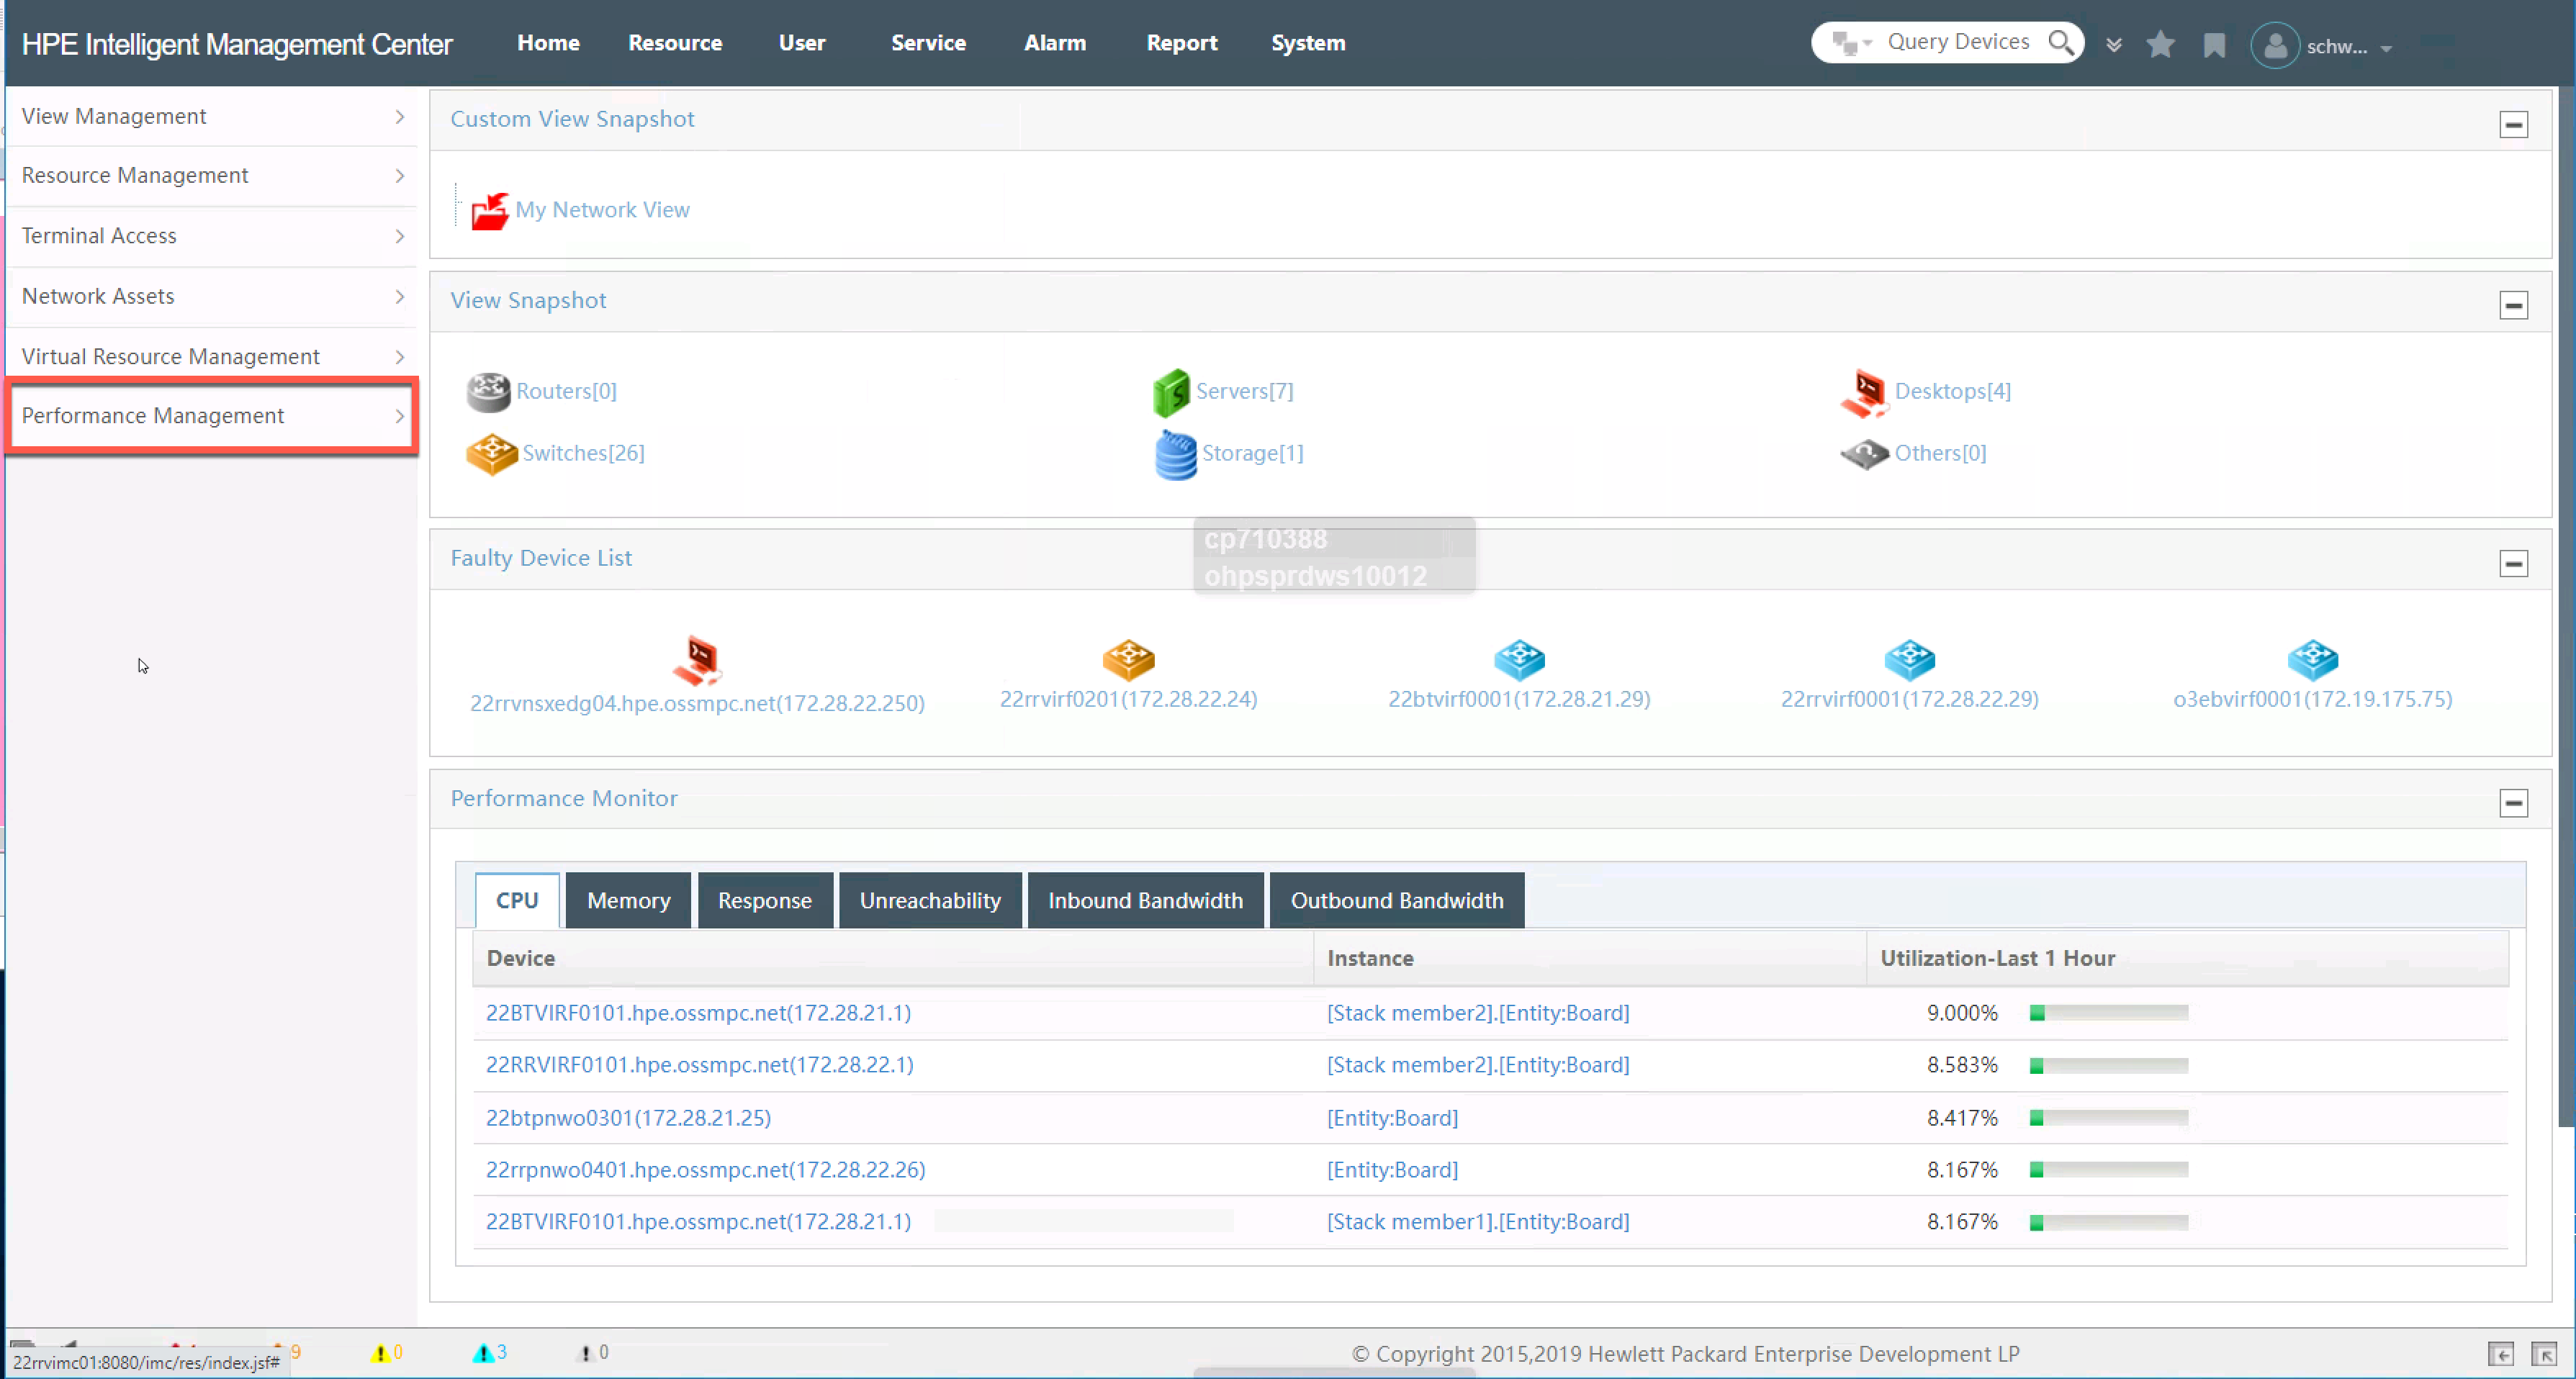 HPE Intelligent Management Center
Home Resource User Service Alarm Report System
Query Devices
schw...
View Management
Resource Management
Terminal Access
Network Assets
Virtual Resource Management
Performance Management
Custom View Snapshot
My Network View
View Snapshot
Routers[0] Servers[7] Desktops[4]
Switches[26] Storage[1] Others[0]
cp710388
ohpsprdws10012
Faulty Device List
22rrvnsxedg04.hpe.ossmpc.net(172.28.22.250) 22rrvirf0201(172.28.22.24) 22btvirf0001(172.28.21.29) 22rrvirf0001(172.28.22.29) o3ebvirf0001(172.19.175.75)
Performance Monitor
CPU Memory Response Unreachability Inbound Bandwidth Outbound Bandwidth
Device Instance Utilization-Last 1 Hour
22BTVIRF0101.hpe.ossmpc.net(172.28.21.1) [Stack member2].[Entity:Board] 9.000%
22RRVIRF0101.hpe.ossmpc.net(172.28.22.1) [Stack member2].[Entity:Board] 8.583%
22btpnwo0301(172.28.21.25) [Entity:Board] 8.417%
22rrpnwo0401.hpe.ossmpc.net(172.28.22.26) [Entity:Board] 8.167%
22BTVIRF0101.hpe.ossmpc.net(172.28.21.1) [Stack member1].[Entity:Board] 8.167%
9 0 3 0
22rrvimc01:8080/imc/res/index.jsf#
© Copyright 2015,2019 Hewlett Packard Enterprise Development LP